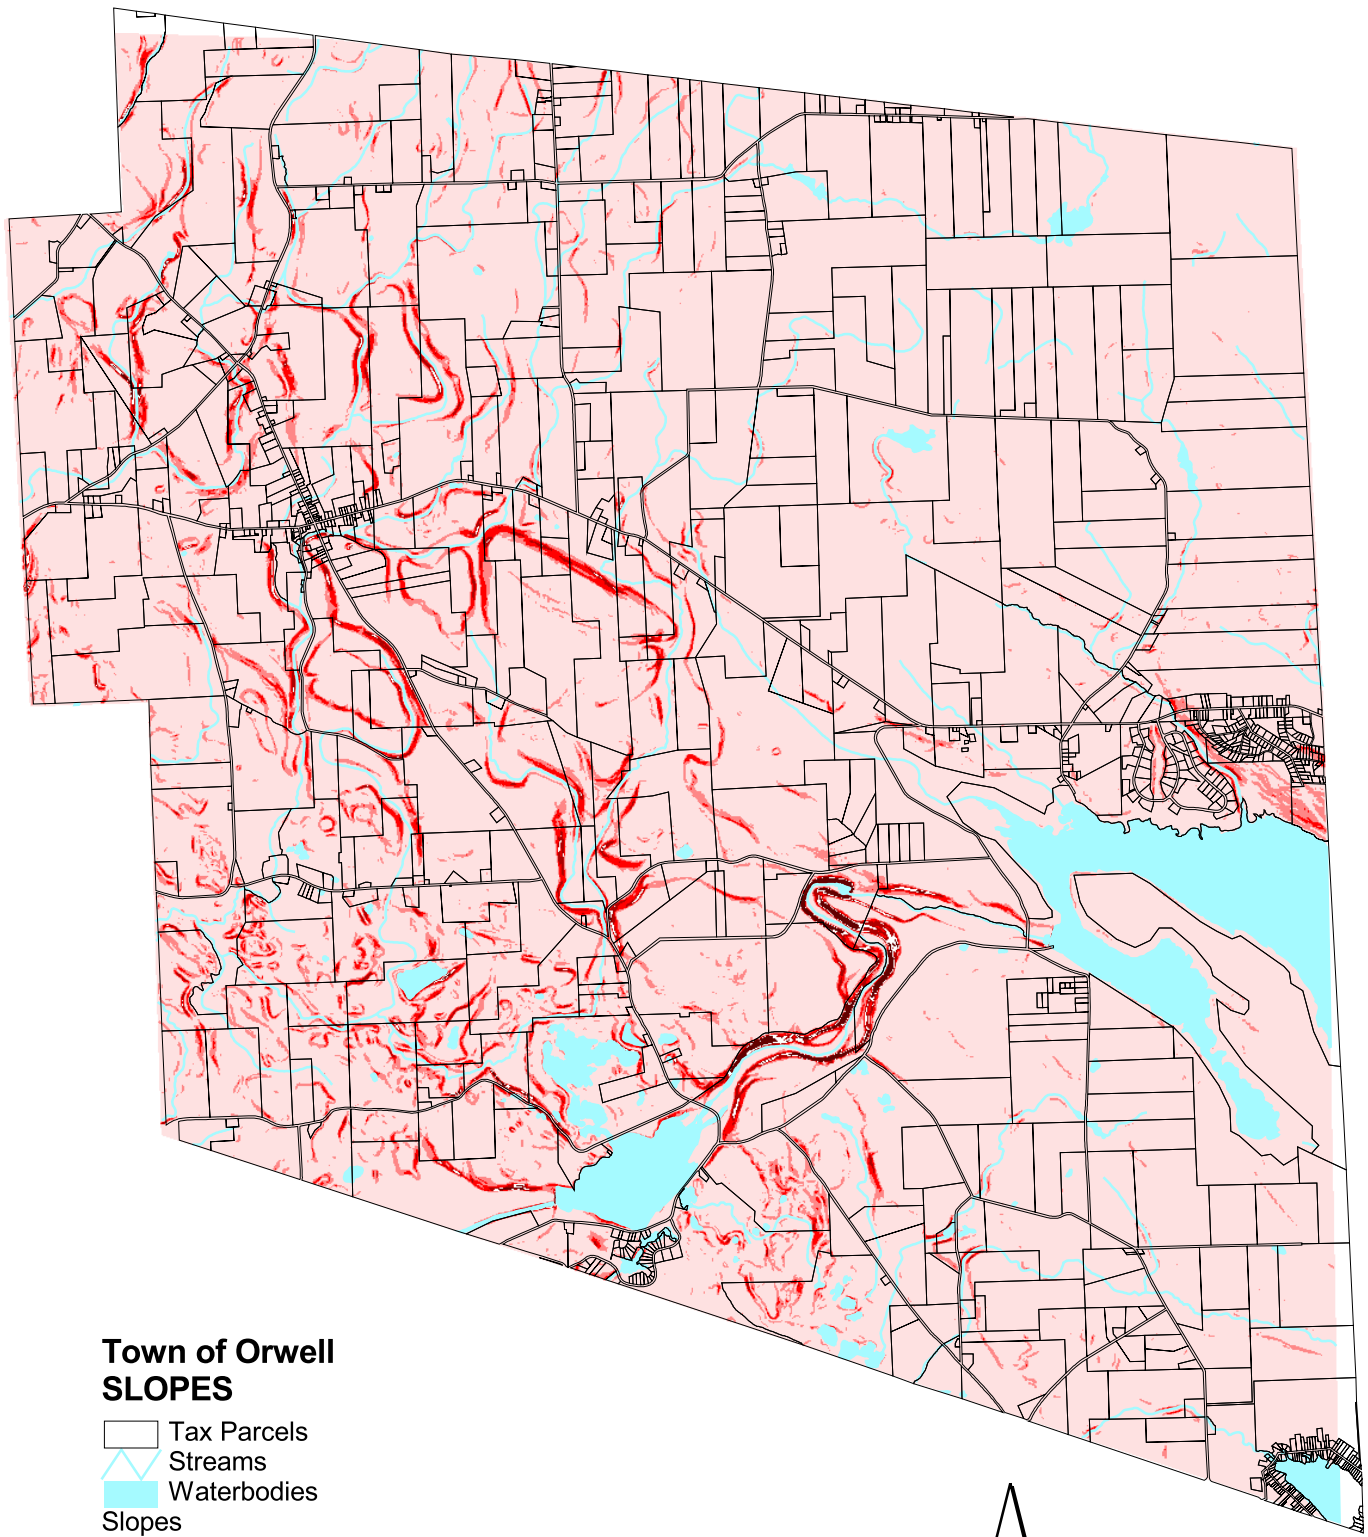 Town of Orwell
SLOPES
Tax Parcels
Streams
Waterbodies
Slopes